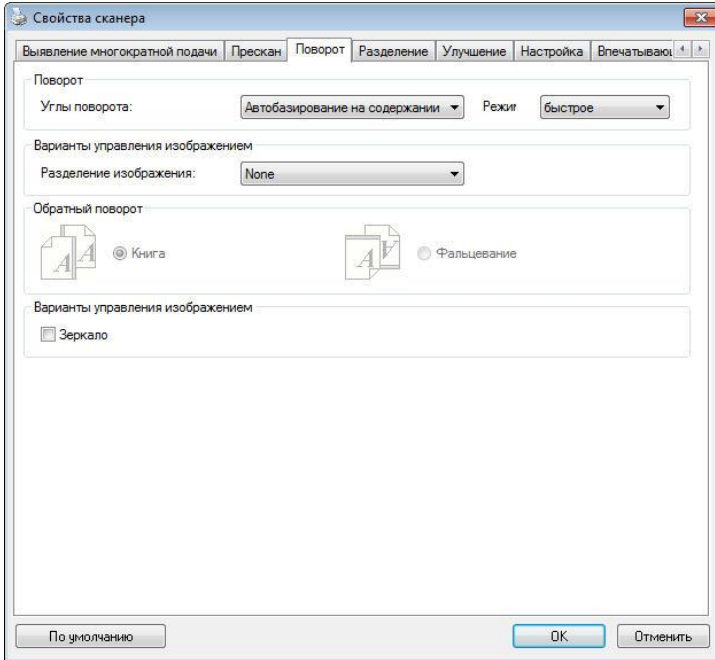 Свойства сканера
Выявление многократной подачи Прескан Поворот Разделение Улучшение Настройка Впечатываю
Поворот
Углы поворота: Автобазирование на содержании Режи быстрое
Варианты управления изображением
Разделение изображения: None
Обратный поворот
Книга Фальцевание
Варианты управления изображением
Зеркало
По умолчанию OK Отменить